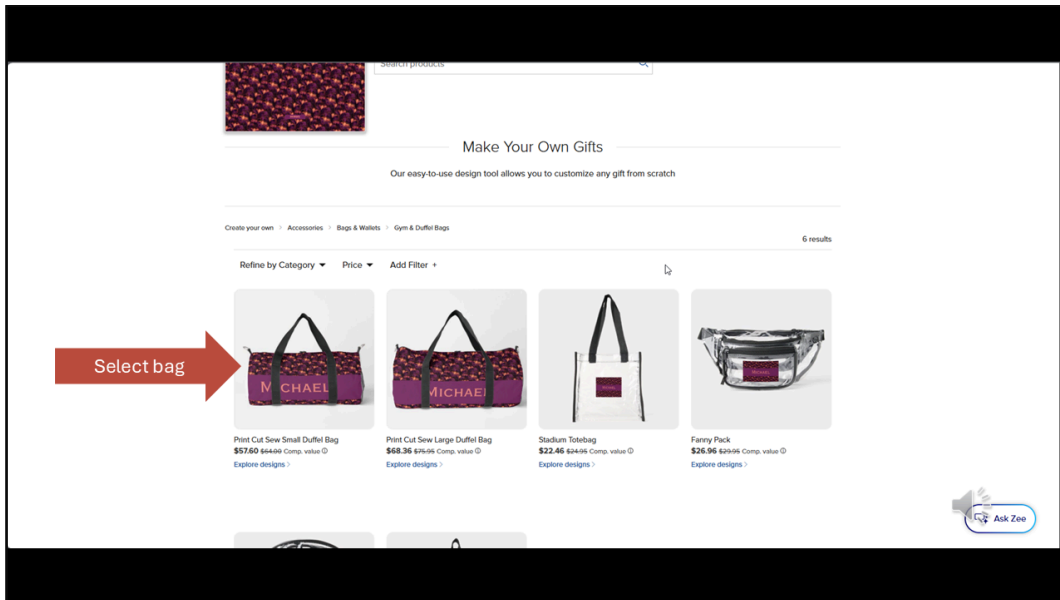 Search products
Make Your Own Gifts
Our easy-to-use design tool allows you to customize any gift from scratch
Create your own > Accessories > Bags & Wallets > Gym & Duffel Bags
6 results
Refine by Category Price Add Filter +
Select bag
MICHAEL
MICHAEL
Print Cut Sew Small Duffel Bag
$57.60 $64.00 Comp. value
Explore designs >
Print Cut Sew Large Duffel Bag
$68.36 $75.95 Comp. value
Explore designs >
Stadium Totebag
$22.46 $24.95 Comp. value
Explore designs >
Fanny Pack
$26.96 $29.95 Comp. value
Explore designs >
Ask Zee